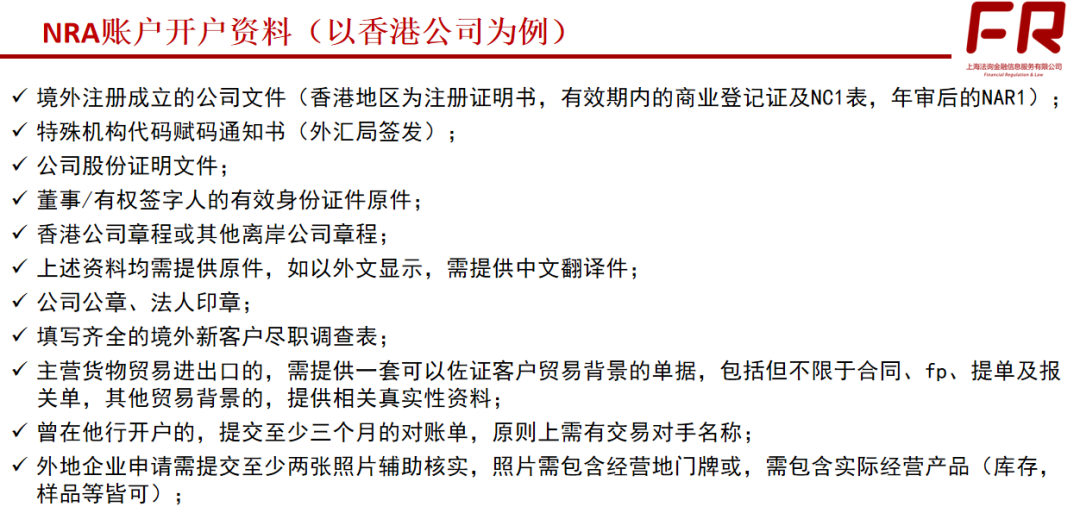 NRA账户开户资料（以香港公司为例）
FR
上海法询金融信息服务有限公司
Financial Regulation & Law
✓ 境外注册成立的公司文件（香港地区为注册证明书，有效期内的商业登记证及NC1表，年审后的NAR1）；
✓ 特殊机构代码赋码通知书（外汇局签发）；
✓ 公司股份证明文件；
✓ 董事/有权签字人的有效身份证件原件；
✓ 香港公司章程或其他离岸公司章程；
✓ 上述资料均需提供原件，如以外文显示，需提供中文翻译件；
✓ 公司公章、法人印章；
✓ 填写齐全的境外新客户尽职调查表；
✓ 主营货物贸易进出口的，需提供一套可以佐证客户贸易背景的单据，包括但不限于合同、fp、提单及报
关单，其他贸易背景的，提供相关真实性资料；
✓ 曾在他行开户的，提交至少三个月的对账单，原则上需有交易对手名称；
✓ 外地企业申请需提交至少两张照片辅助核实，照片需包含经营地门牌或，需包含实际经营产品（库存，
样品等皆可）；